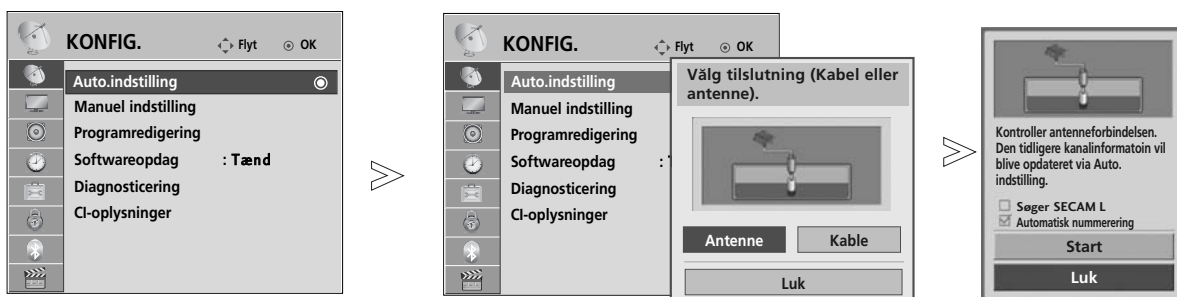 KONFIG. Flyt OK
Auto.indstilling
Manuel indstilling
Programredigering
Softwareopdag : Tænd
Diagnosticering
CI-oplysninger
KONFIG. Flyt OK
Auto.indstilling
Manuel indstilling
Programredigering
Softwareopdag :
Diagnosticering
CI-oplysninger
Vălg tilslutning (Kabel eller
antenne).
Antenne Kable
Luk
Kontroller antenneforbindelsen.
Den tidligere kanalinformatoin vil
blive opdateret via Auto.
indstilling.
Søger SECAM L
Automatisk nummerering
Start
Luk